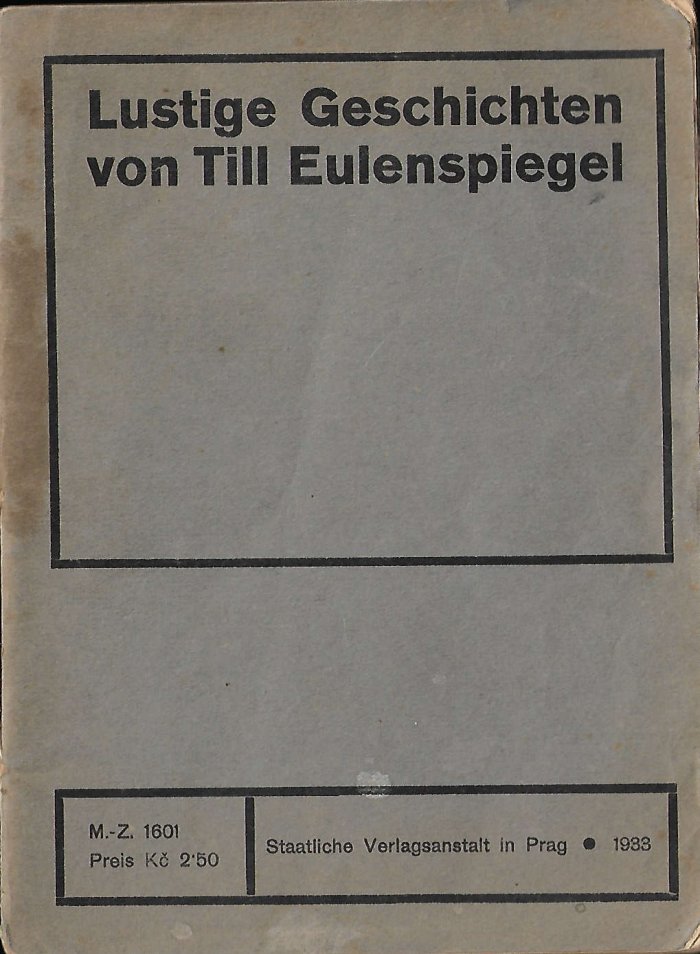 Lustige Geschichten
von Till Eulenspiegel
M.-Z. 1601
Preis Kč 2·50
Staatliche Verlagsanstalt in Prag ● 1933